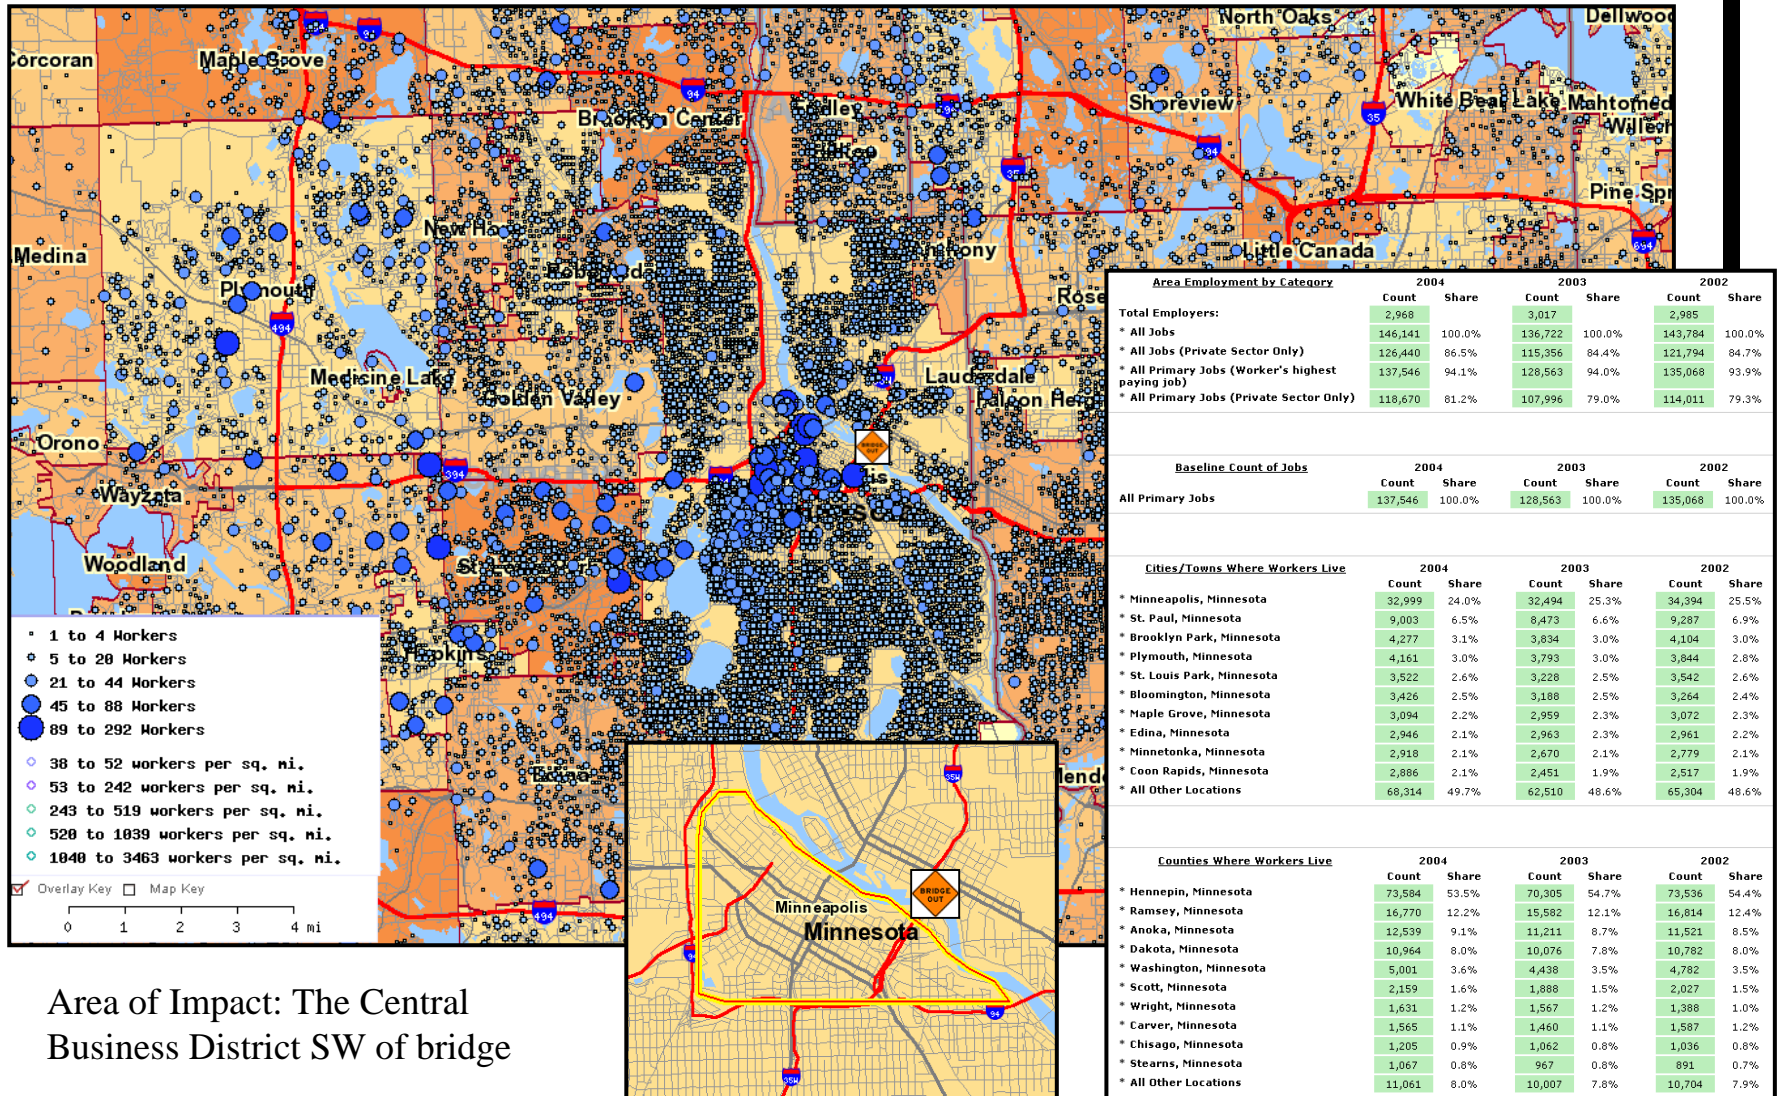 North Oaks
Dellwood
Corcoran
Maple Grove
94
94
94
Brooklyn Center
Shoreview
White Bear Lake
Mahtomed
35
94
35
Pine Spr
Medina
New Ho
Little Canada
694
Plymouth
494
Rose
Medicine Lake
Golden Valley
Lauderdale
Falcon Heig
Orono
BRIDGE
OUT
394
Wayzata
Woodland
Hopkins
Edina
Mend
494
1 to 4 Workers
5 to 20 Workers
21 to 44 Workers
45 to 88 Workers
89 to 292 Workers
38 to 52 workers per sq. mi.
53 to 242 workers per sq. mi.
243 to 519 workers per sq. mi.
520 to 1039 workers per sq. mi.
1040 to 3463 workers per sq. mi.
Overlay Key Map Key
0 1 2 3 4 mi
35W
BRIDGE
OUT
Minneapolis
Minnesota
94
94
35W
Area of Impact: The Central
Business District SW of bridge
Area Employment by Category 2004 2003 2002
Count Share Count Share Count Share
Total Employers: 2,968 3,017 2,985
* All Jobs 146,141 100.0% 136,722 100.0% 143,784 100.0%
* All Jobs (Private Sector Only) 126,440 86.5% 115,356 84.4% 121,794 84.7%
* All Primary Jobs (Worker's highest
paying job) 137,546 94.1% 128,563 94.0% 135,068 93.9%
* All Primary Jobs (Private Sector Only) 118,670 81.2% 107,996 79.0% 114,011 79.3%
Baseline Count of Jobs 2004 2003 2002
Count Share Count Share Count Share
All Primary Jobs 137,546 100.0% 128,563 100.0% 135,068 100.0%
Cities/Towns Where Workers Live 2004 2003 2002
Count Share Count Share Count Share
* Minneapolis, Minnesota 32,999 24.0% 32,494 25.3% 34,394 25.5%
* St. Paul, Minnesota 9,003 6.5% 8,473 6.6% 9,287 6.9%
* Brooklyn Park, Minnesota 4,277 3.1% 3,834 3.0% 4,104 3.0%
* Plymouth, Minnesota 4,161 3.0% 3,793 3.0% 3,844 2.8%
* St. Louis Park, Minnesota 3,522 2.6% 3,228 2.5% 3,542 2.6%
* Bloomington, Minnesota 3,426 2.5% 3,188 2.5% 3,264 2.4%
* Maple Grove, Minnesota 3,094 2.2% 2,959 2.3% 3,072 2.3%
* Edina, Minnesota 2,946 2.1% 2,963 2.3% 2,961 2.2%
* Minnetonka, Minnesota 2,918 2.1% 2,670 2.1% 2,779 2.1%
* Coon Rapids, Minnesota 2,886 2.1% 2,451 1.9% 2,517 1.9%
* All Other Locations 68,314 49.7% 62,510 48.6% 65,304 48.6%
Counties Where Workers Live 2004 2003 2002
Count Share Count Share Count Share
* Hennepin, Minnesota 73,584 53.5% 70,305 54.7% 73,536 54.4%
* Ramsey, Minnesota 16,770 12.2% 15,582 12.1% 16,814 12.4%
* Anoka, Minnesota 12,539 9.1% 11,211 8.7% 11,521 8.5%
* Dakota, Minnesota 10,964 8.0% 10,076 7.8% 10,782 8.0%
* Washington, Minnesota 5,001 3.6% 4,438 3.5% 4,782 3.5%
* Scott, Minnesota 2,159 1.6% 1,888 1.5% 2,027 1.5%
* Wright, Minnesota 1,631 1.2% 1,567 1.2% 1,388 1.0%
* Carver, Minnesota 1,565 1.1% 1,460 1.1% 1,587 1.2%
* Chisago, Minnesota 1,205 0.9% 1,062 0.8% 1,036 0.8%
* Stearns, Minnesota 1,067 0.8% 967 0.8% 891 0.7%
* All Other Locations 11,061 8.0% 10,007 7.8% 10,704 7.9%